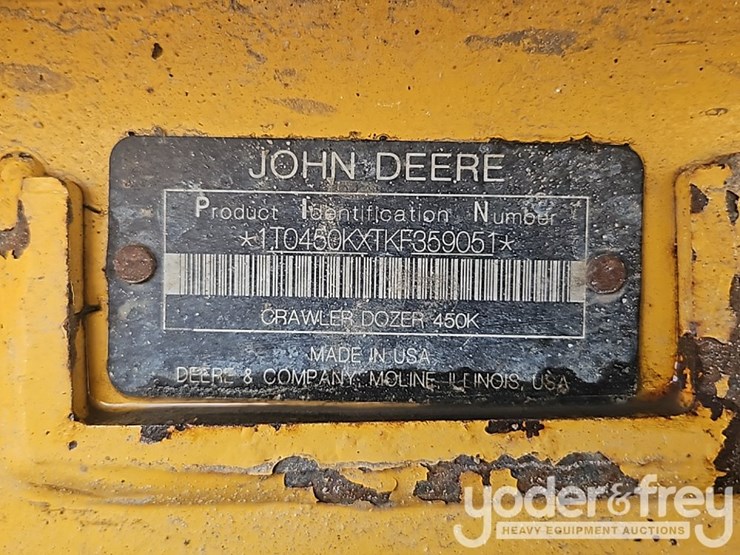 JOHN DEERE
Product Identification Number
*1T0450KXTKF359051*
CRAWLER DOZER 450K
MADE IN USA
DEERE & COMPANY MOLINE, ILLINOIS, USA
yoder&frey
HEAVY EQUIPMENT AUCTIONS